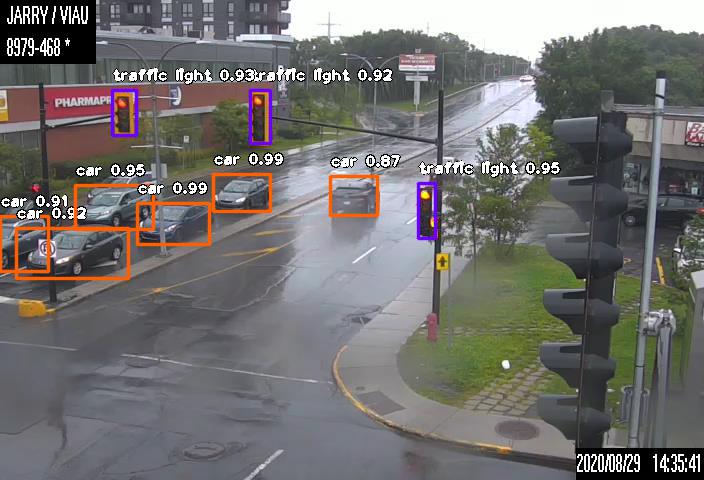 JARRY / VIAU
8979-468 *
traffic light 0.93
traffic light 0.92
PHARMAPR
car 0.95
car 0.99
car 0.99
car 0.87
traffic light 0.95
car 0.91
car 0.92
2020/08/29 14:35:41